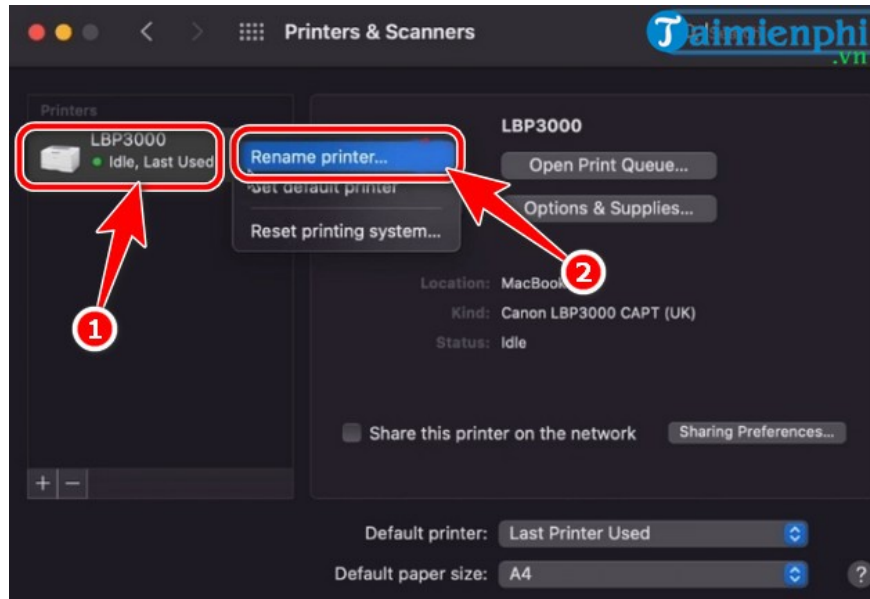 Printers & Scanners
Taimienphi
.vn
Printers
LBP3000
Idle, Last Used
Rename printer...
Set default printer
Reset printing system...
1
2
LBP3000
Open Print Queue...
Options & Supplies...
Location: MacBook
Kind: Canon LBP3000 CAPT (UK)
Status: Idle
Share this printer on the network
Sharing Preferences...
+ −
Default printer: Last Printer Used
Default paper size: A4
?